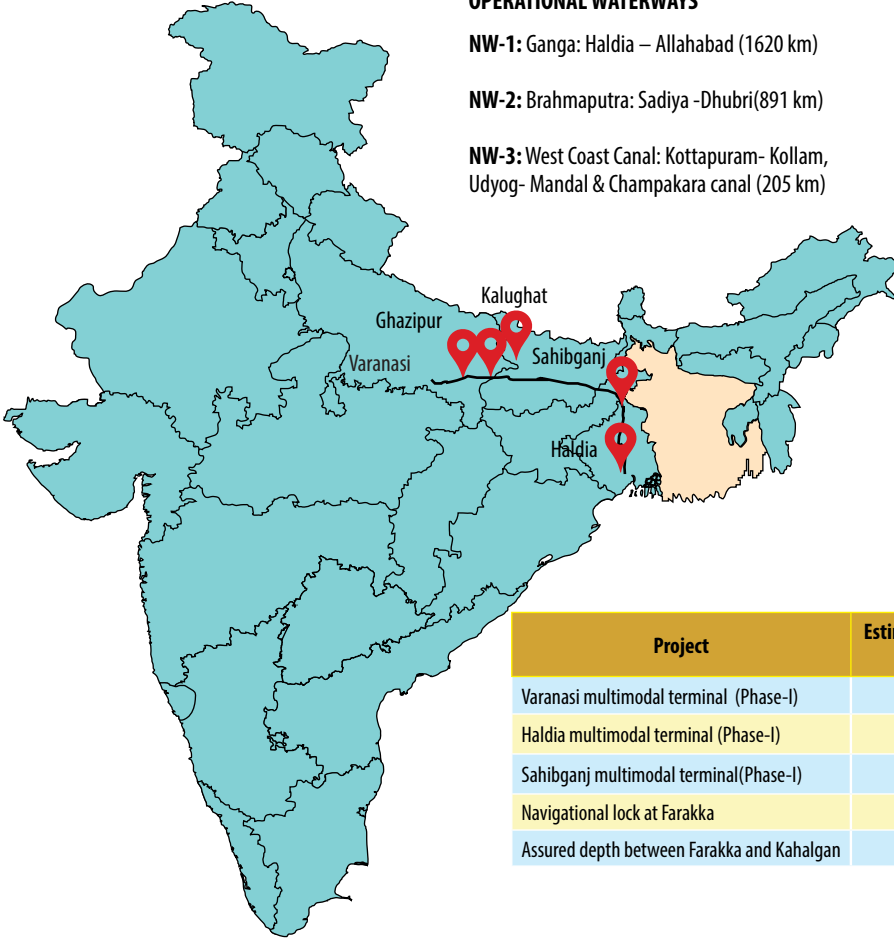 OPERATIONAL WATERWAYS
NW-1: Ganga: Haldia – Allahabad (1620 km)
NW-2: Brahmaputra: Sadiya -Dhubri(891 km)
NW-3: West Coast Canal: Kottapuram- Kollam,
Udyog- Mandal & Champakara canal (205 km)
Kalughat
Ghazipur
Varanasi
Sahibganj
Haldia
Project
Varanasi multimodal terminal (Phase-I)
Haldia multimodal terminal (Phase-I)
Sahibganj multimodal terminal(Phase-I)
Navigational lock at Farakka
Assured depth between Farakka and Kahalgan